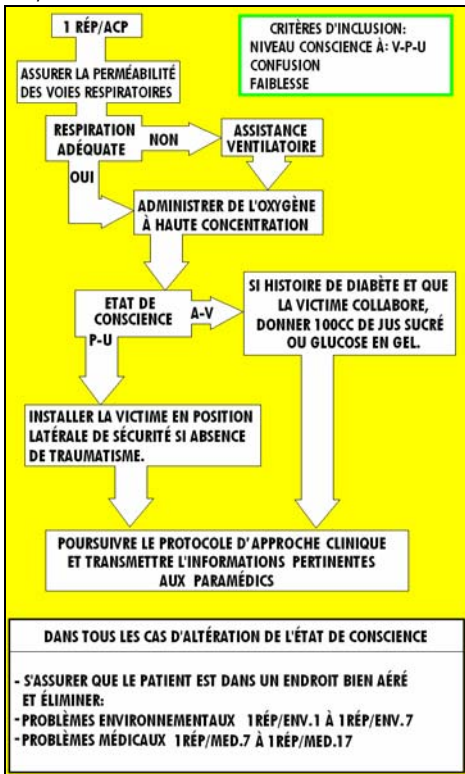 1 RÉP/ACP
CRITÈRES D'INCLUSION:
NIVEAU CONSCIENCE À: V-P-U
CONFUSION
FAIBLESSE
ASSURER LA PERMÉABILITÉ
DES VOIES RESPIRATOIRES
RESPIRATION
ADÉQUATE
NON
ASSISTANCE
VENTILATOIRE
OUI
ADMINISTRER DE L'OXYGÈNE
À HAUTE CONCENTRATION
ETAT DE
CONSCIENCE
A-V
P-U
SI HISTOIRE DE DIABÈTE ET QUE
LA VICTIME COLLABORE,
DONNER 100CC DE JUS SUCRÉ
OU GLUCOSE EN GEL.
INSTALLER LA VICTIME EN POSITION
LATÉRALE DE SÉCURITÉ SI ABSENCE
DE TRAUMATISME.
POURSUIVRE LE PROTOCOLE D'APPROCHE CLINIQUE
ET TRANSMETTRE L'INFORMATIONS PERTINENTES
AUX PARAMÉDICS
DANS TOUS LES CAS D'ALTÉRATION DE L'ÉTAT DE CONSCIENCE
- S'ASSURER QUE LE PATIENT EST DANS UN ENDROIT BIEN AÉRÉ
ET ÉLIMINER:
-PROBLÈMES ENVIRONNEMENTAUX 1RÉP/ENV.1 À 1RÉP/ENV.7
-PROBLÈMES MÉDICAUX 1RÉP/MED.7 À 1RÉP/MED.17